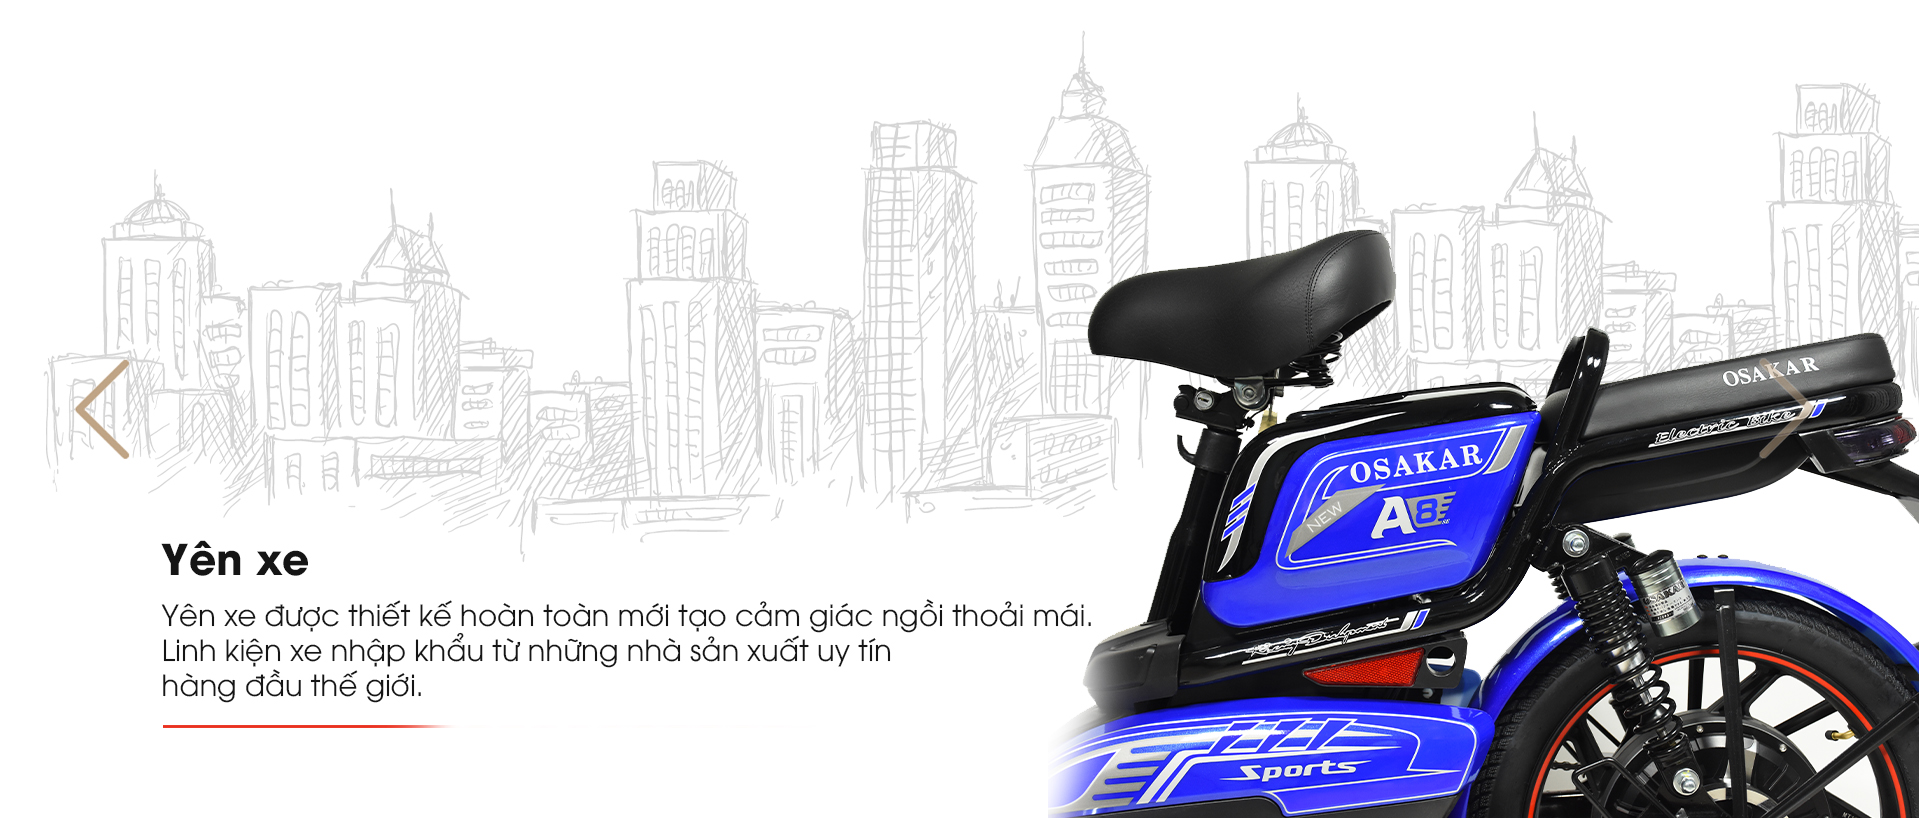 OSAKAR
Electric Bike
OSAKAR
NEW A8 SE
Yên xe
Yên xe được thiết kế hoàn toàn mới tạo cảm giác ngồi thoải mái.
Linh kiện xe nhập khẩu từ những nhà sản xuất uy tín
hàng đầu thế giới.
OSAKAR
Sports